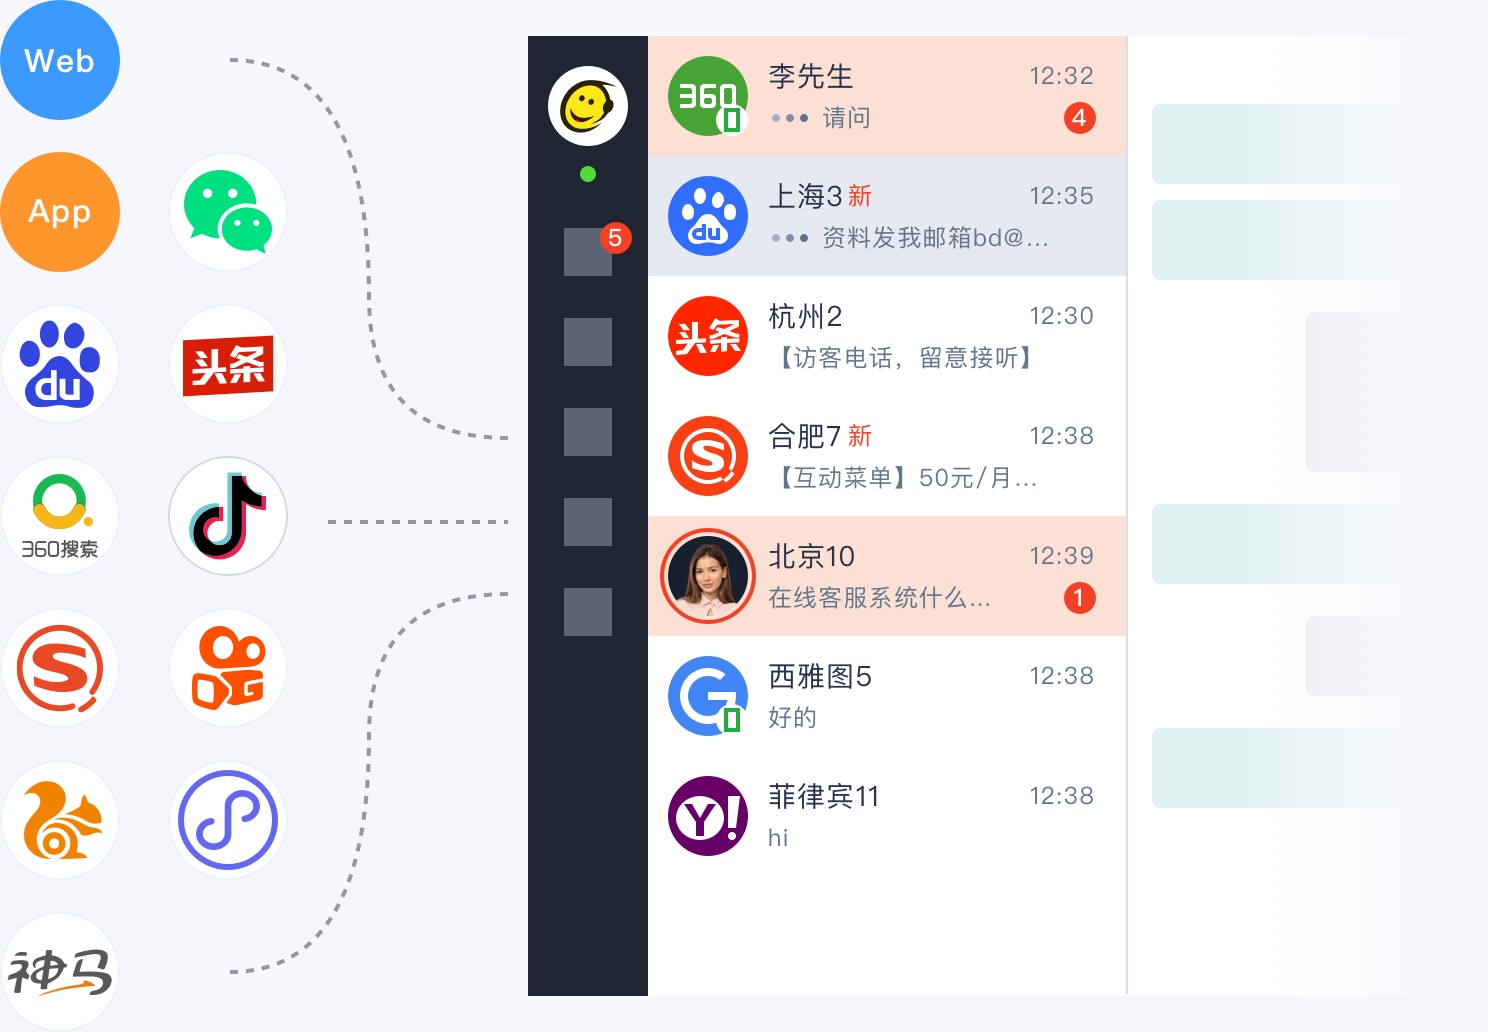 Web
App
du
头条
360搜索
S
G
神马
5
360
李先生
12:32
请问
4
du
上海3 新
12:35
资料发我邮箱bd@...
头条
杭州2
12:30
【访客电话，留意接听】
S
合肥7 新
12:38
【互动菜单】50元/月...
北京10
12:39
在线客服系统什么...
1
G
西雅图5
12:38
好的
Y!
菲律宾11
12:38
hi